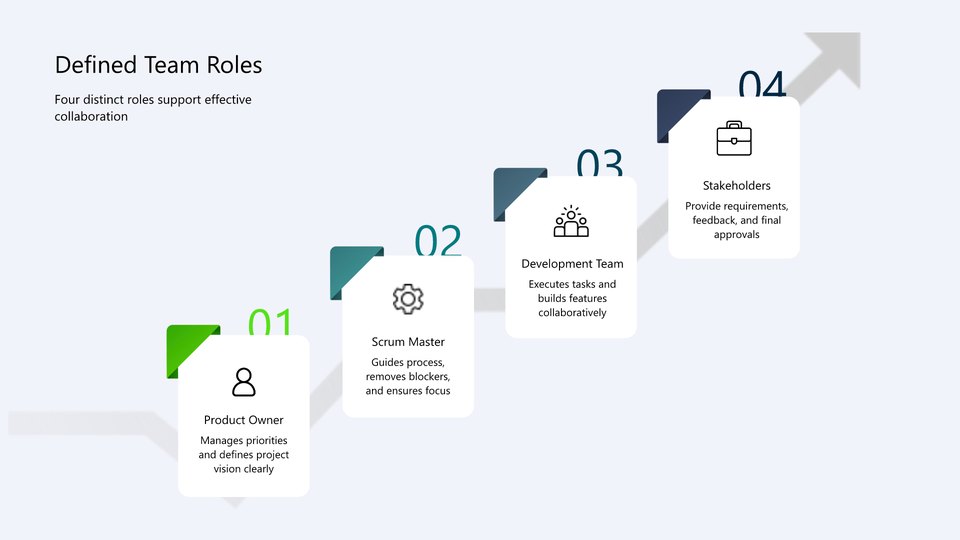 Defined Team Roles
Four distinct roles support effective
collaboration
01
Product Owner
Manages priorities
and defines project
vision clearly
02
Scrum Master
Guides process,
removes blockers,
and ensures focus
03
Development Team
Executes tasks and
builds features
collaboratively
04
Stakeholders
Provide requirements,
feedback, and final
approvals